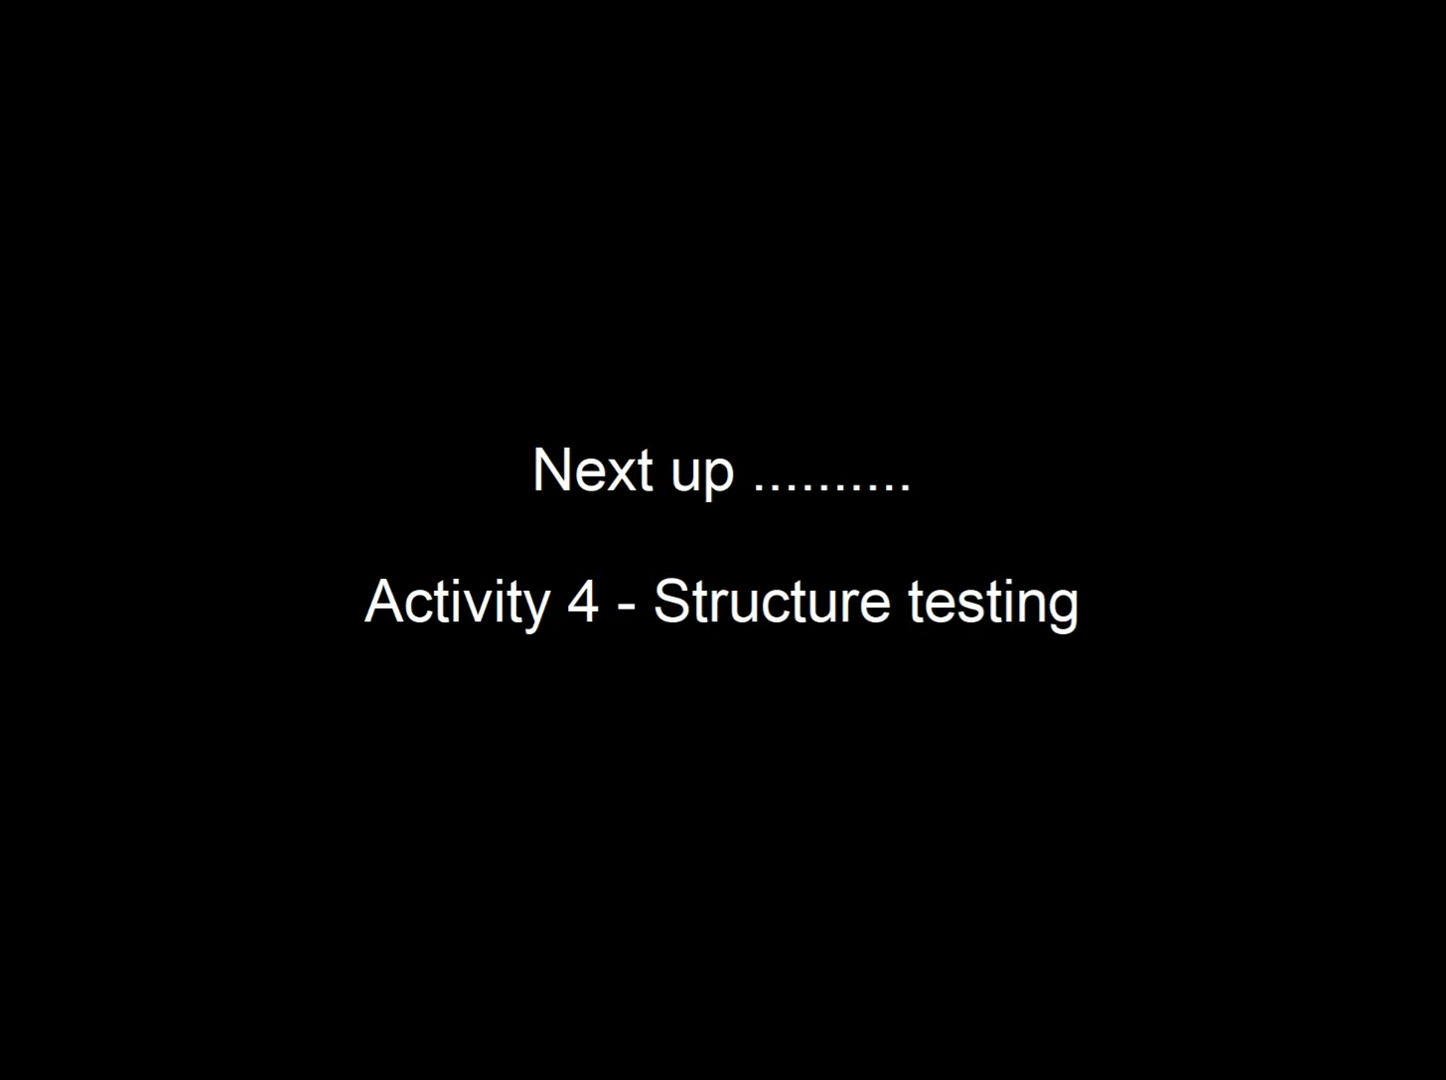 Next up ..........
Activity 4 - Structure testing